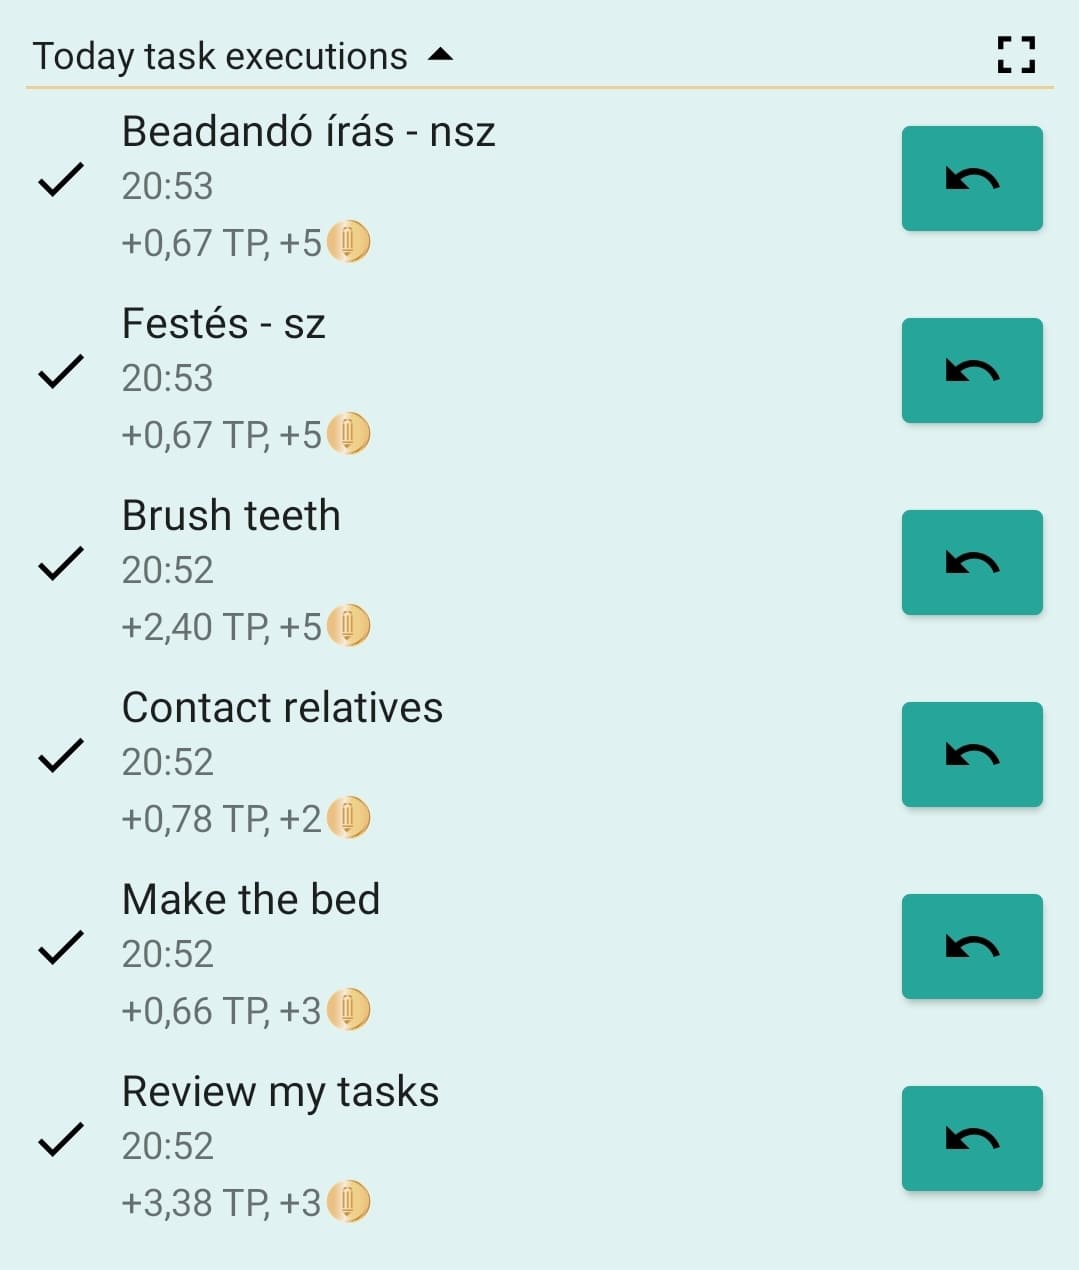 Today task executions
Beadandó írás - nsz
20:53
+0,67 TP, +5
Festés - sz
20:53
+0,67 TP, +5
Brush teeth
20:52
+2,40 TP, +5
Contact relatives
20:52
+0,78 TP, +2
Make the bed
20:52
+0,66 TP, +3
Review my tasks
20:52
+3,38 TP, +3